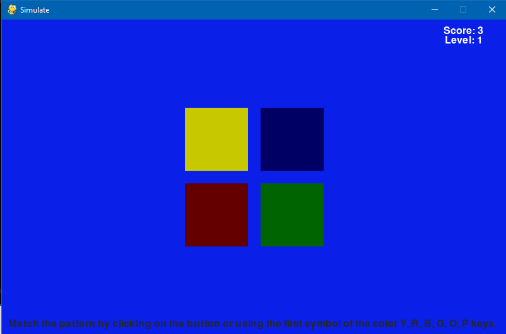 Simulate
Score: 3
Level: 1
Match the pattern by clicking on the button or using the first symbol of the color Y, R, B, G, O, P, keys.